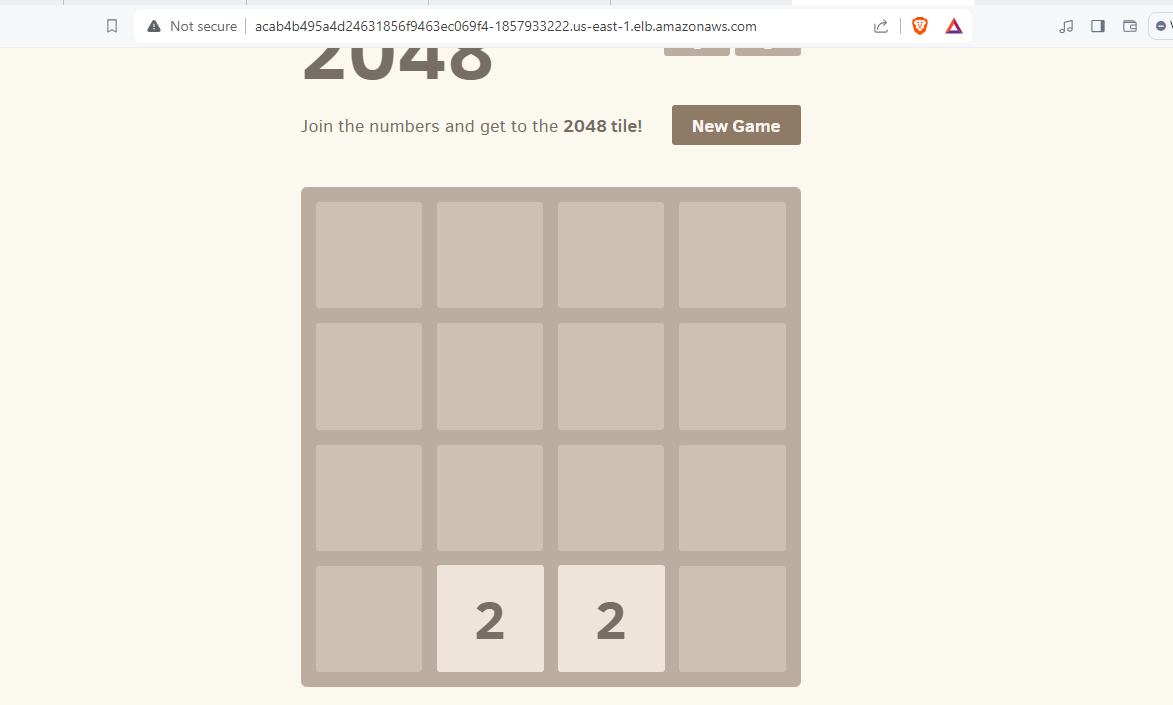 Not secure
acab4b495a4d24631856f9463ec069f4-1857933222.us-east-1.elb.amazonaws.com
2048
Join the numbers and get to the 2048 tile!
New Game
2 2